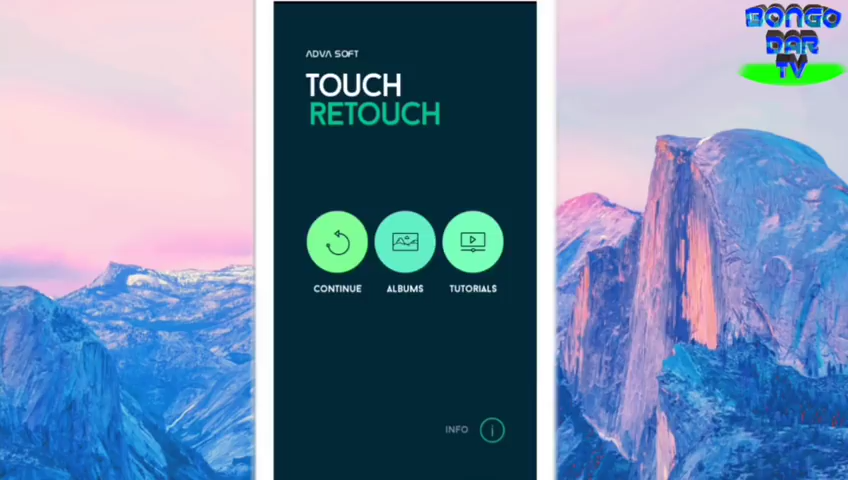 BONGO
DAR
TV
ADVA SOFT
TOUCH
RETOUCH
CONTINUE
ALBUMS
TUTORIALS
INFO
i